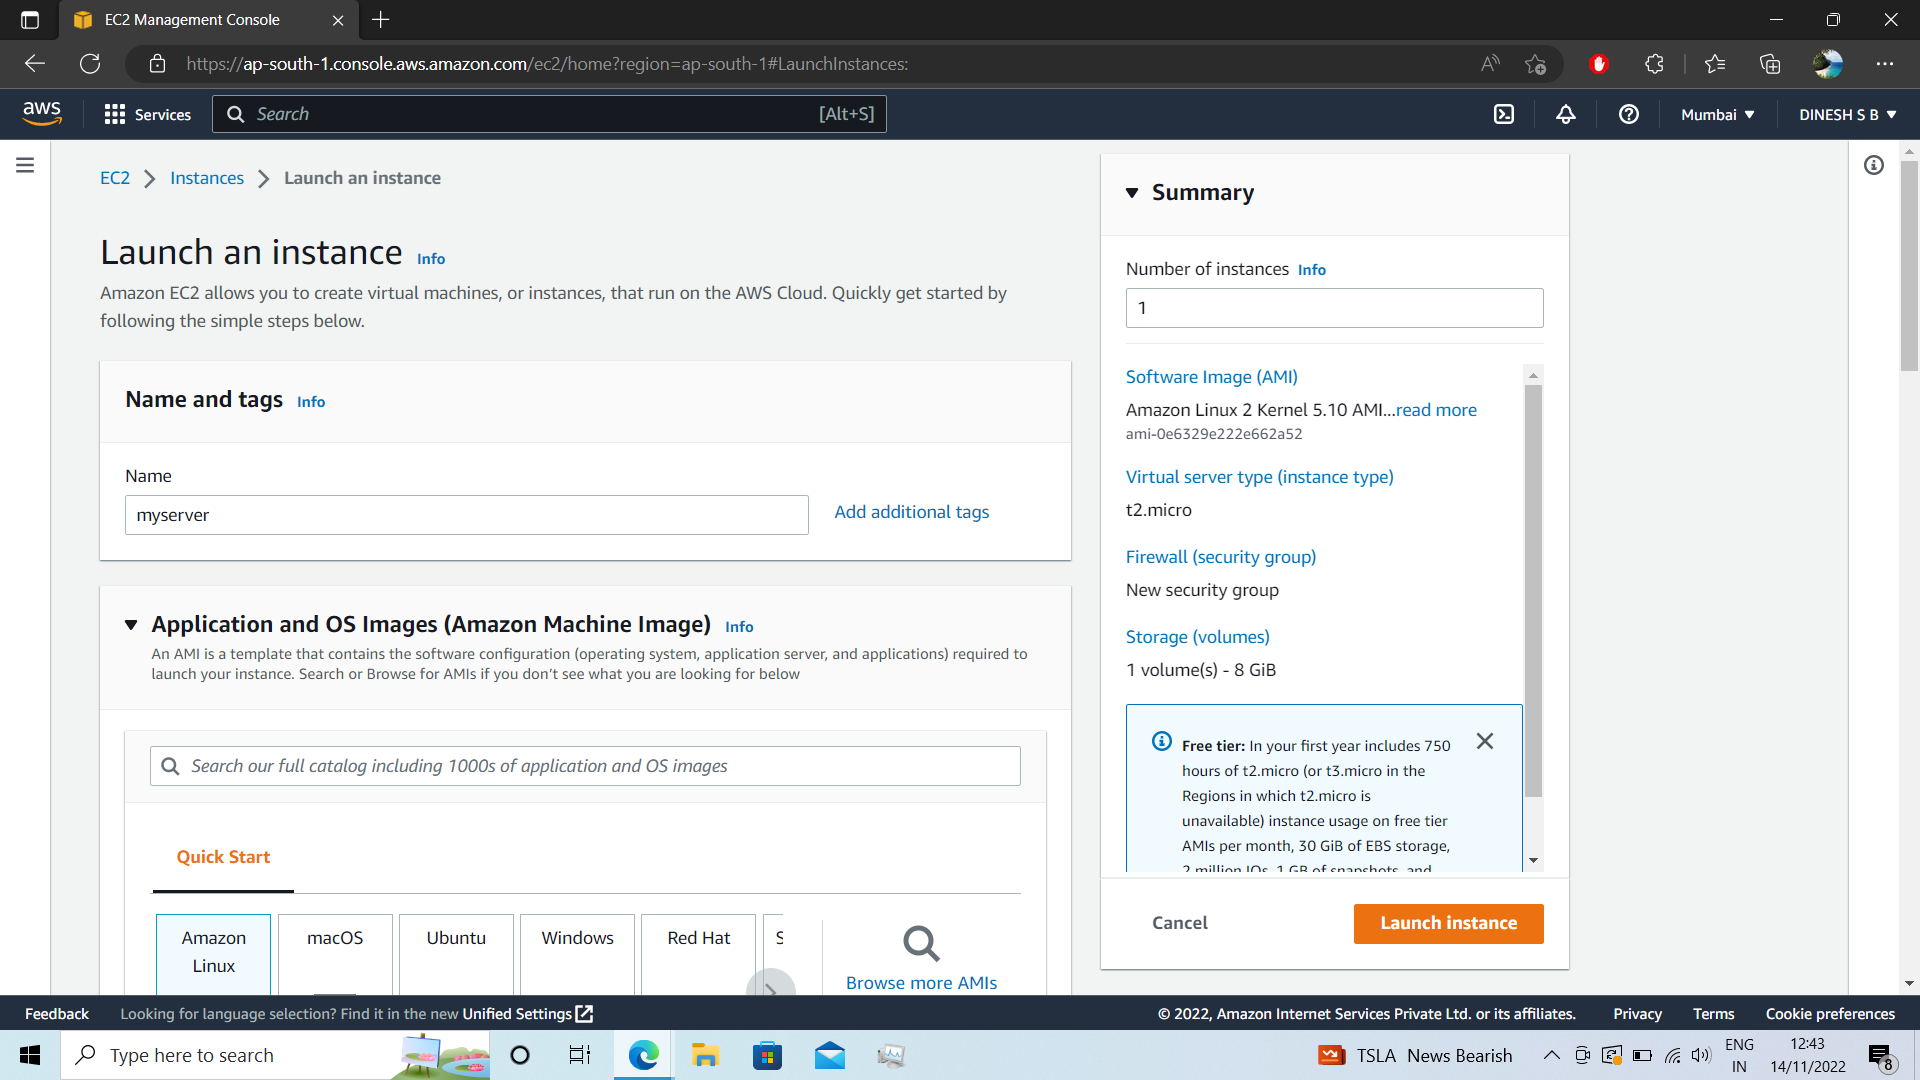 EC2 Management Console
https://ap-south-1.console.aws.amazon.com/ec2/home?region=ap-south-1#LaunchInstances:
aws
Services
Search
[Alt+S]
Mumbai
DINESH S B
EC2
Instances
Launch an instance
Launch an instance Info
Amazon EC2 allows you to create virtual machines, or instances, that run on the AWS Cloud. Quickly get started by
following the simple steps below.
Name and tags Info
Name
myserver
Add additional tags
Application and OS Images (Amazon Machine Image) Info
An AMI is a template that contains the software configuration (operating system, application server, and applications) required to
launch your instance. Search or Browse for AMIs if you don't see what you are looking for below
Search our full catalog including 1000s of application and OS images
Quick Start
Amazon
Linux
macOS
Ubuntu
Windows
Red Hat
S
Browse more AMIs
Summary
Number of instances Info
1
Software Image (AMI)
Amazon Linux 2 Kernel 5.10 AMI...read more
ami-0e6329e222e662a52
Virtual server type (instance type)
t2.micro
Firewall (security group)
New security group
Storage (volumes)
1 volume(s) - 8 GiB
Free tier: In your first year includes 750
hours of t2.micro (or t3.micro in the
Regions in which t2.micro is
unavailable) instance usage on free tier
AMIs per month, 30 GiB of EBS storage,
2 million IOs, 1 GB of snapshots, and
Cancel
Launch instance
Feedback
Looking for language selection? Find it in the new Unified Settings
© 2022, Amazon Internet Services Private Ltd. or its affiliates.
Privacy
Terms
Cookie preferences
Type here to search
TSLA News Bearish
ENG
IN
12:43
14/11/2022
8